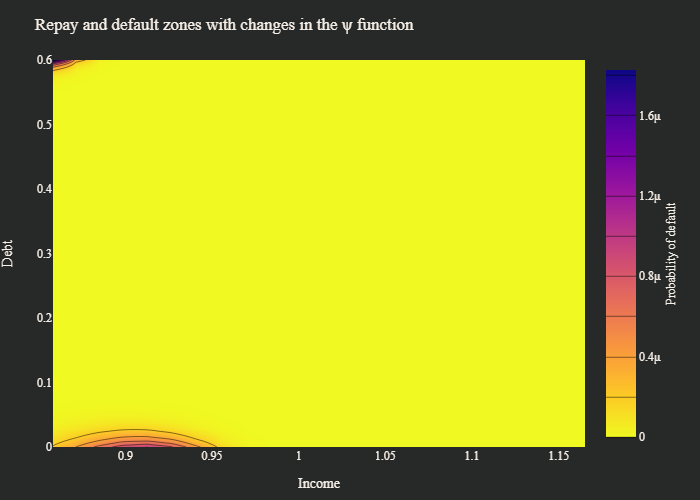 Repay and default zones with changes in the ψ function
0.6
0.5
0.4
0.3
0.2
0.1
0
Debt
0.9
0.95
1
1.05
1.1
1.15
Income
1.6μ
1.2μ
0.8μ
0.4μ
0
Probability of default